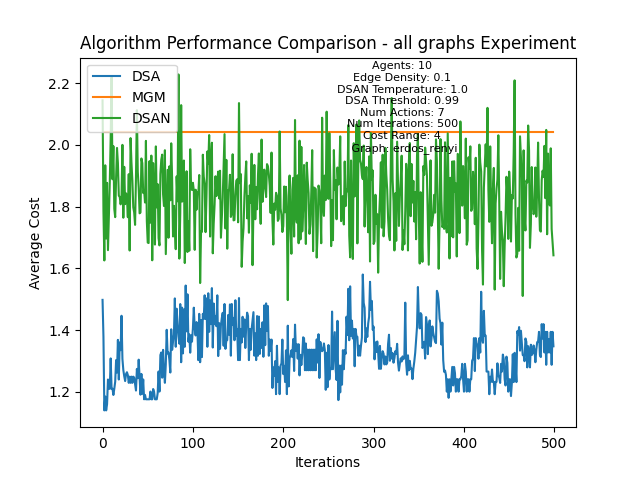 Algorithm Performance Comparison - all graphs Experiment
DSA
MGM
DSAN
Agents: 10
Edge Density: 0.1
DSAN Temperature: 1.0
DSA Threshold: 0.99
Num Actions: 7
Num Iterations: 500
Cost Range: 4
Graph: erdos_renyi
Average Cost
2.2
2.0
1.8
1.6
1.4
1.2
0 100 200 300 400 500
Iterations